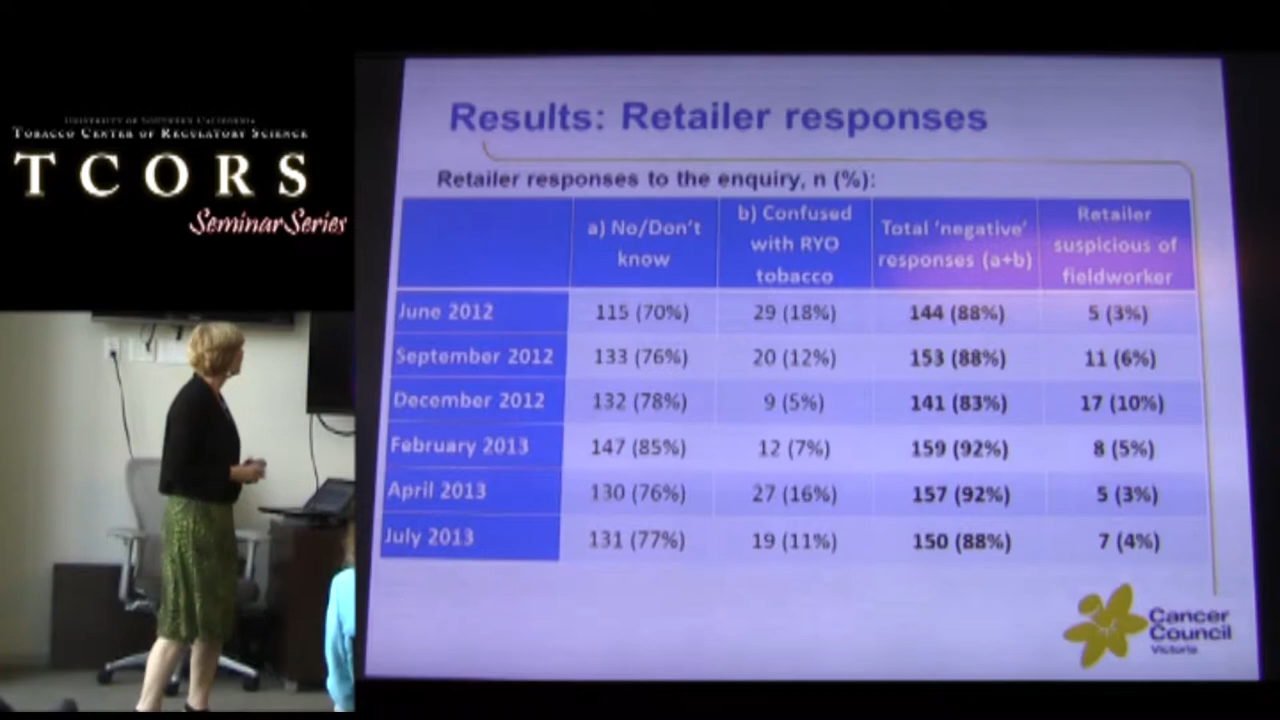 UNIVERSITY OF SOUTHERN CALIFORNIA
TOBACCO CENTER OF REGULATORY SCIENCE
TCORS
Seminar Series
Results: Retailer responses
Retailer responses to the enquiry, n (%):
a) No/Don't know
b) Confused with RYO tobacco
Total 'negative' responses (a+b)
Retailer suspicious of fieldworker
June 2012 115 (70%) 29 (18%) 144 (88%) 5 (3%)
September 2012 133 (76%) 20 (12%) 153 (88%) 11 (6%)
December 2012 132 (78%) 9 (5%) 141 (83%) 17 (10%)
February 2013 147 (85%) 12 (7%) 159 (92%) 8 (5%)
April 2013 130 (76%) 27 (16%) 157 (92%) 5 (3%)
July 2013 131 (77%) 19 (11%) 150 (88%) 7 (4%)
Cancer
Council
Victoria